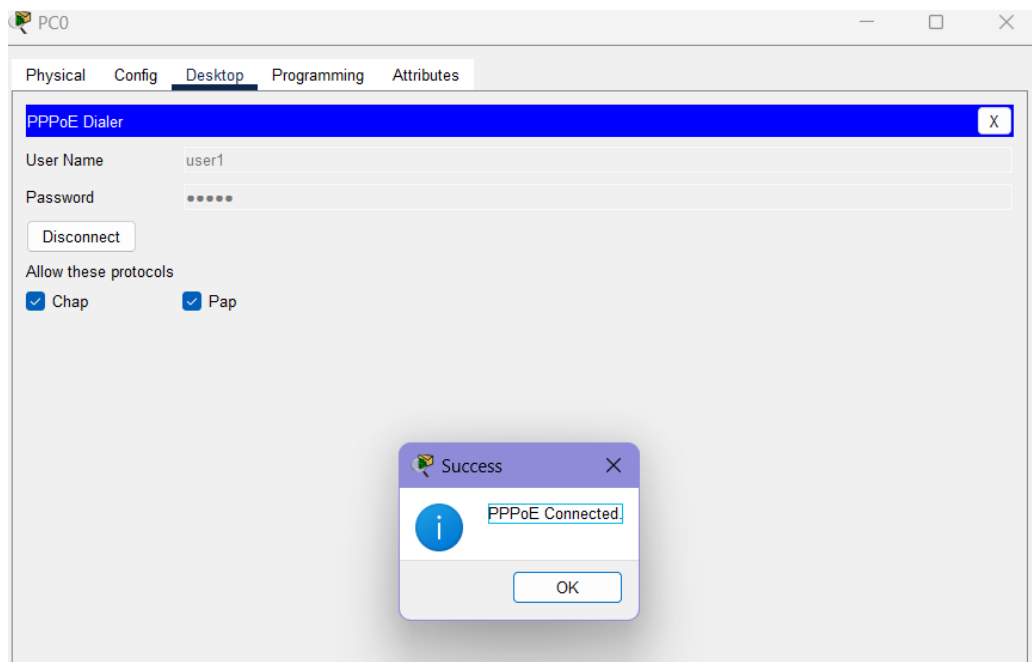 PC0
Physical Config Desktop Programming Attributes
PPPoE Dialer X
User Name user1
Password •••••
Disconnect
Allow these protocols
Chap Pap
Success
PPPoE Connected.
OK